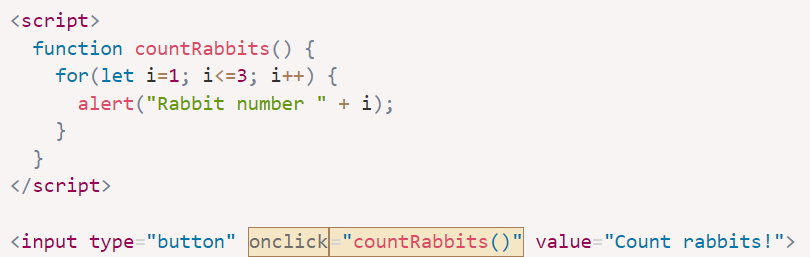 <script>
function countRabbits() {
for(let i=1; i<=3; i++) {
alert("Rabbit number " + i);
}
}
</script>
<input type="button" onclick="countRabbits()" value="Count rabbits!">